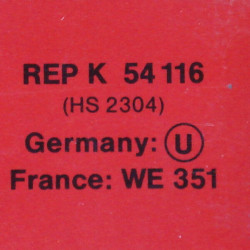 REP K 54 116
(HS 2304)
Germany: Ⓤ
France: WE 351